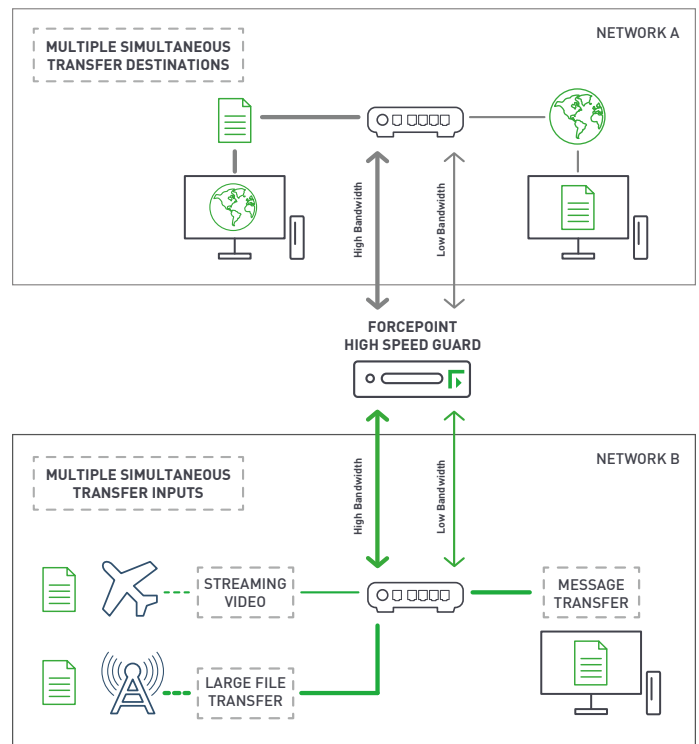 NETWORK A
MULTIPLE SIMULTANEOUS
TRANSFER DESTINATIONS
High Bandwidth
Low Bandwidth
FORCEPOINT
HIGH SPEED GUARD
NETWORK B
MULTIPLE SIMULTANEOUS
TRANSFER INPUTS
High Bandwidth
Low Bandwidth
STREAMING
VIDEO
MESSAGE
TRANSFER
LARGE FILE
TRANSFER